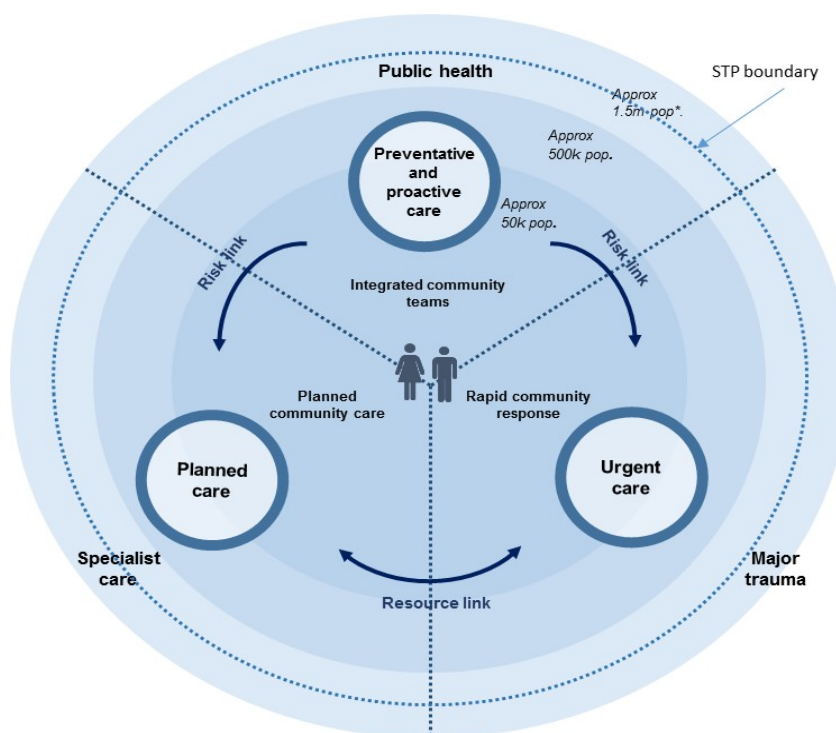 Public health
STP boundary
Approx
1.5m pop*.
Approx
500k pop.
Preventative
and
proactive
care
Approx
50k pop.
Risk link
Risk link
Integrated community
teams
Planned
community care
Rapid community
response
Planned
care
Urgent
care
Specialist
care
Major
trauma
Resource link